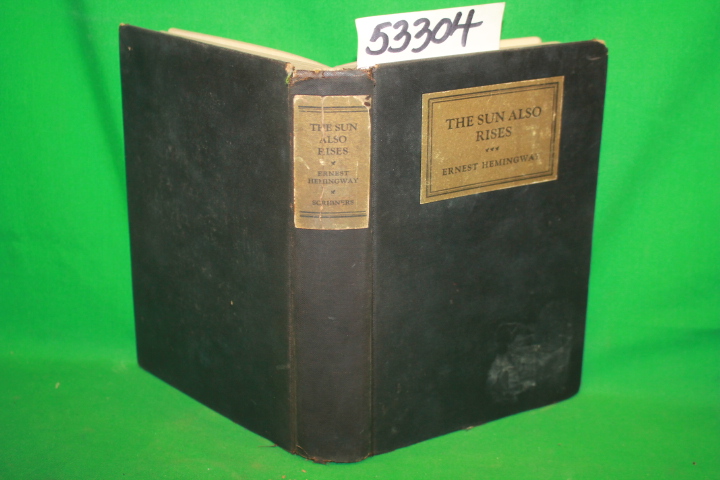 53304
THE SUN
ALSO
RISES
ERNEST
HEMINGWAY
SCRIBNERS
THE SUN ALSO
RISES
ERNEST HEMINGWAY